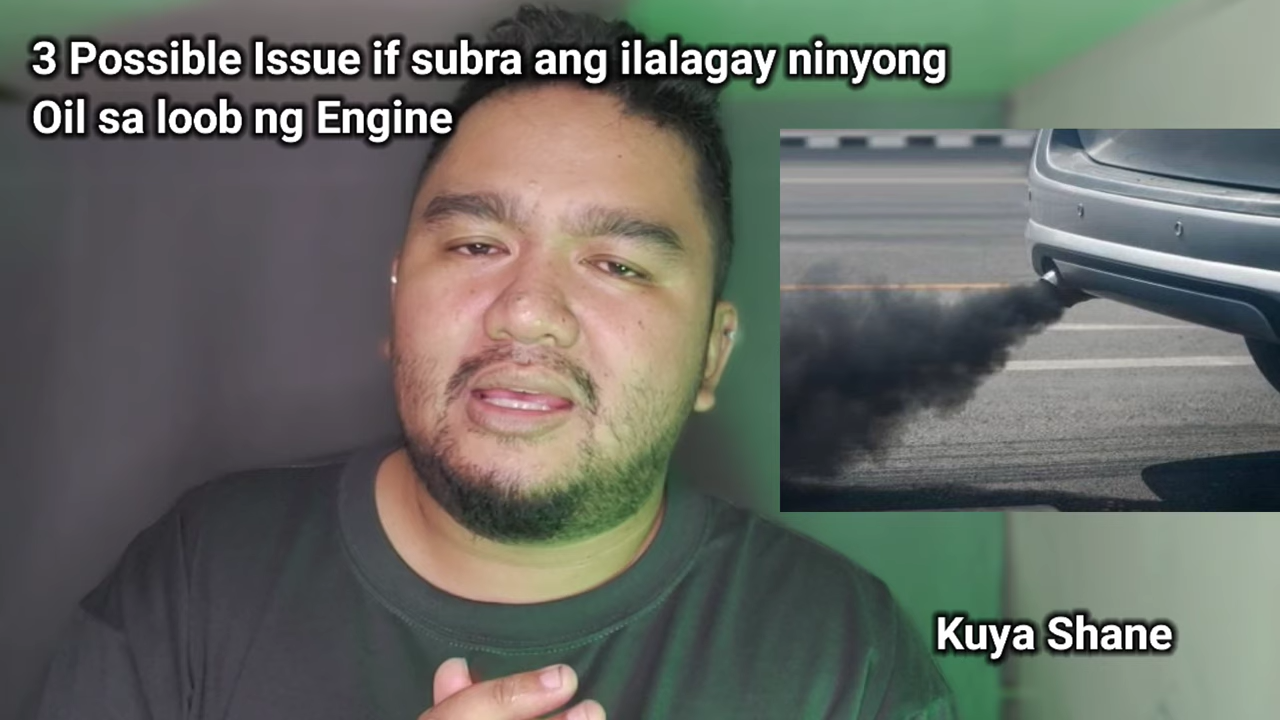 3 Possible Issue if subra ang ilalagay ninyong
Oil sa loob ng Engine
Kuya Shane